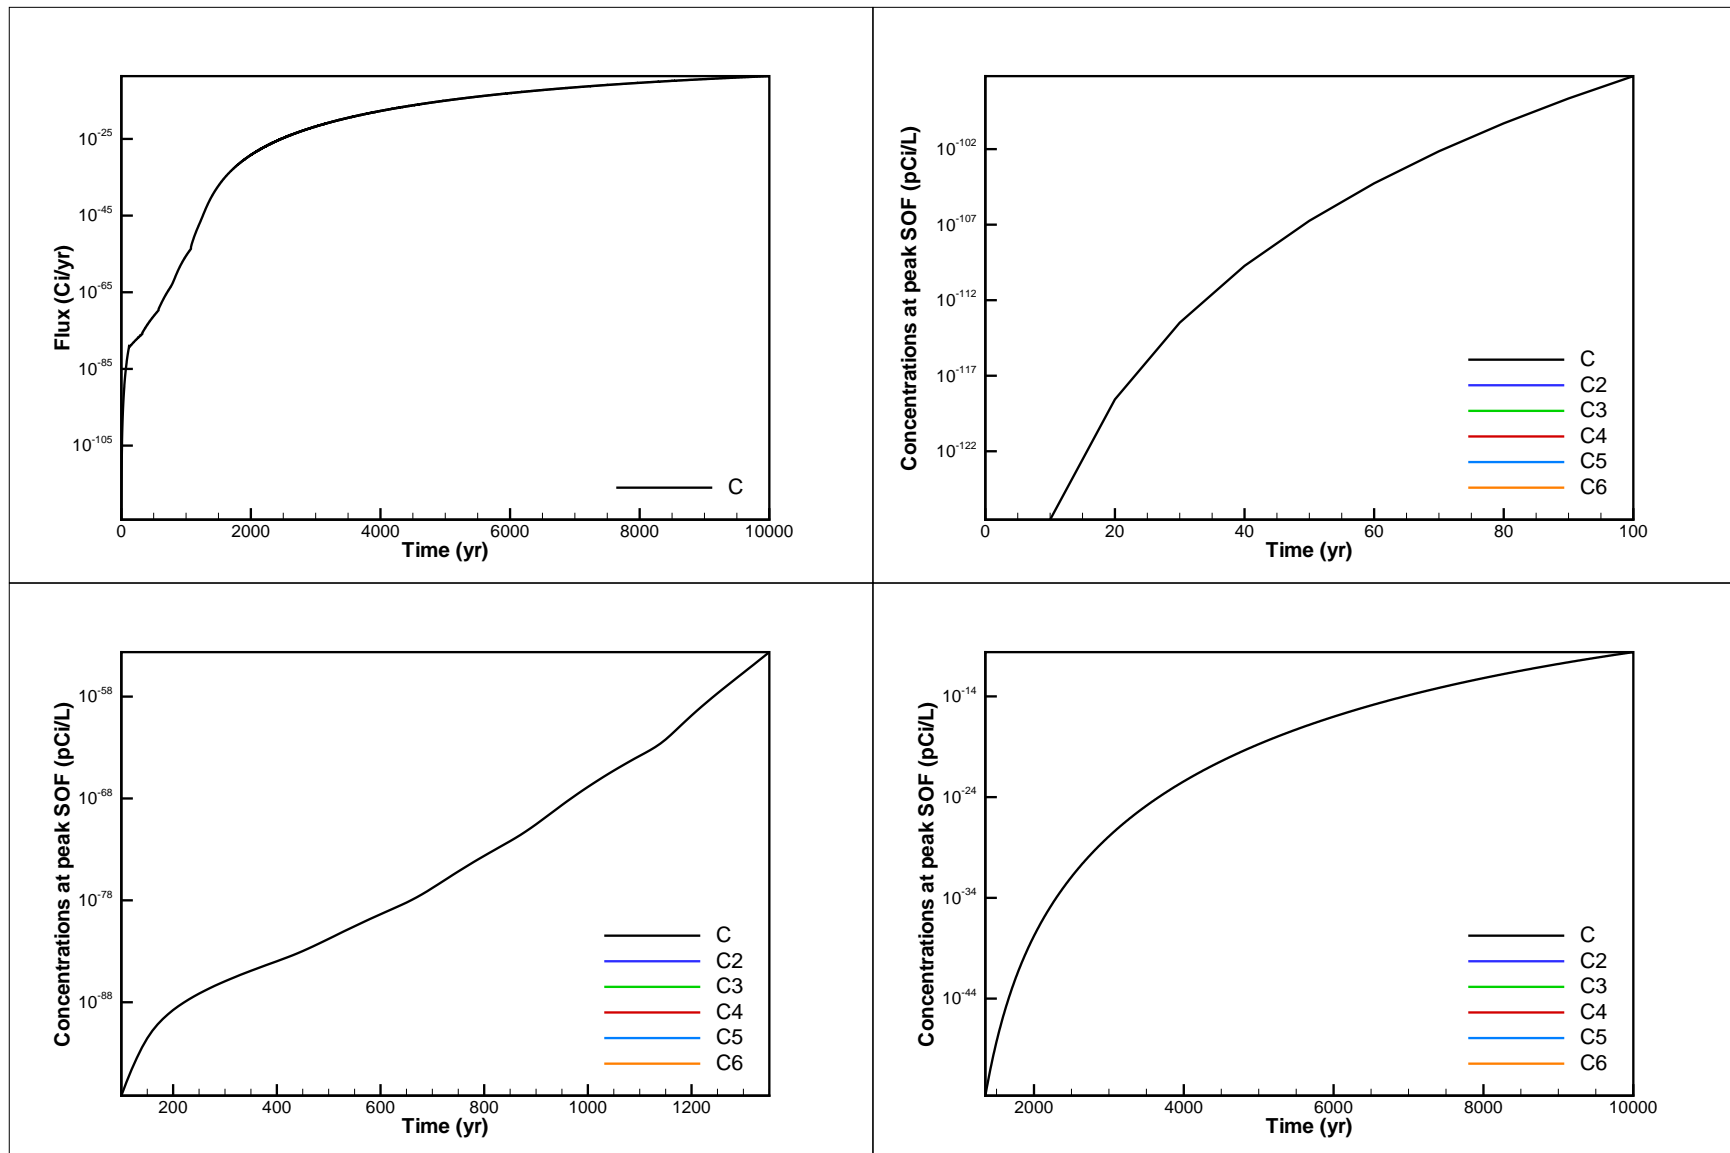 Flux (Ci/yr)
10^-25
10^-45
10^-65
10^-85
10^-105
C
0 2000 4000 6000 8000 10000
Time (yr)
Concentrations at peak SOF (pCi/L)
10^-102
10^-107
10^-112
10^-117
10^-122
C
C2
C3
C4
C5
C6
0 20 40 60 80 100
Time (yr)
Concentrations at peak SOF (pCi/L)
10^-58
10^-68
10^-78
10^-88
C
C2
C3
C4
C5
C6
200 400 600 800 1000 1200
Time (yr)
Concentrations at peak SOF (pCi/L)
10^-14
10^-24
10^-34
10^-44
C
C2
C3
C4
C5
C6
2000 4000 6000 8000 10000
Time (yr)